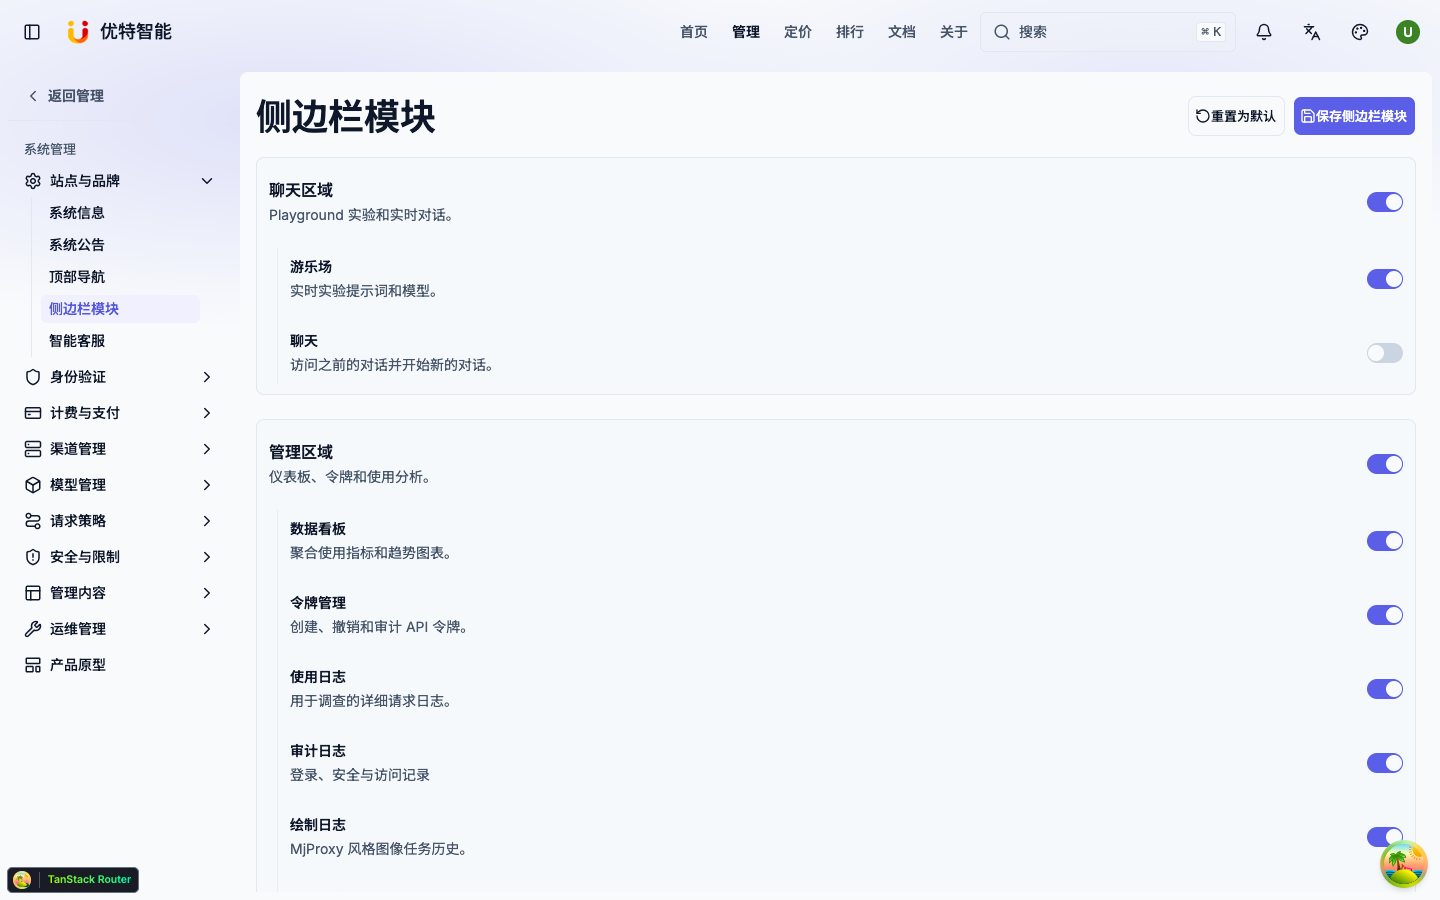 优特智能
首页
管理
定价
排行
文档
关于
搜索
⌘ K
U
返回管理
系统管理
站点与品牌
系统信息
系统公告
顶部导航
侧边栏模块
智能客服
身份验证
计费与支付
渠道管理
模型管理
请求策略
安全与限制
管理内容
运维管理
产品原型
TanStack Router
侧边栏模块
重置为默认
保存侧边栏模块
聊天区域
Playground 实验和实时对话。
游乐场
实时实验提示词和模型。
聊天
访问之前的对话并开始新的对话。
管理区域
仪表板、令牌和使用分析。
数据看板
聚合使用指标和趋势图表。
令牌管理
创建、撤销和审计 API 令牌。
使用日志
用于调查的详细请求日志。
审计日志
登录、安全与访问记录
绘制日志
MjProxy 风格图像任务历史。